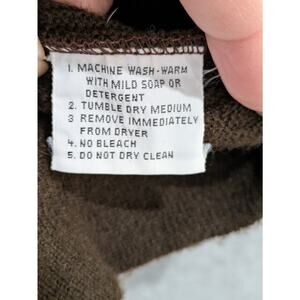 1. MACHINE WASH-WARM
WITH MILD SOAP OR
DETERGENT
2. TUMBLE DRY MEDIUM
3 REMOVE IMMEDIATELY
FROM DRYER
4. NO BLEACH
5. DO NOT DRY CLEAN